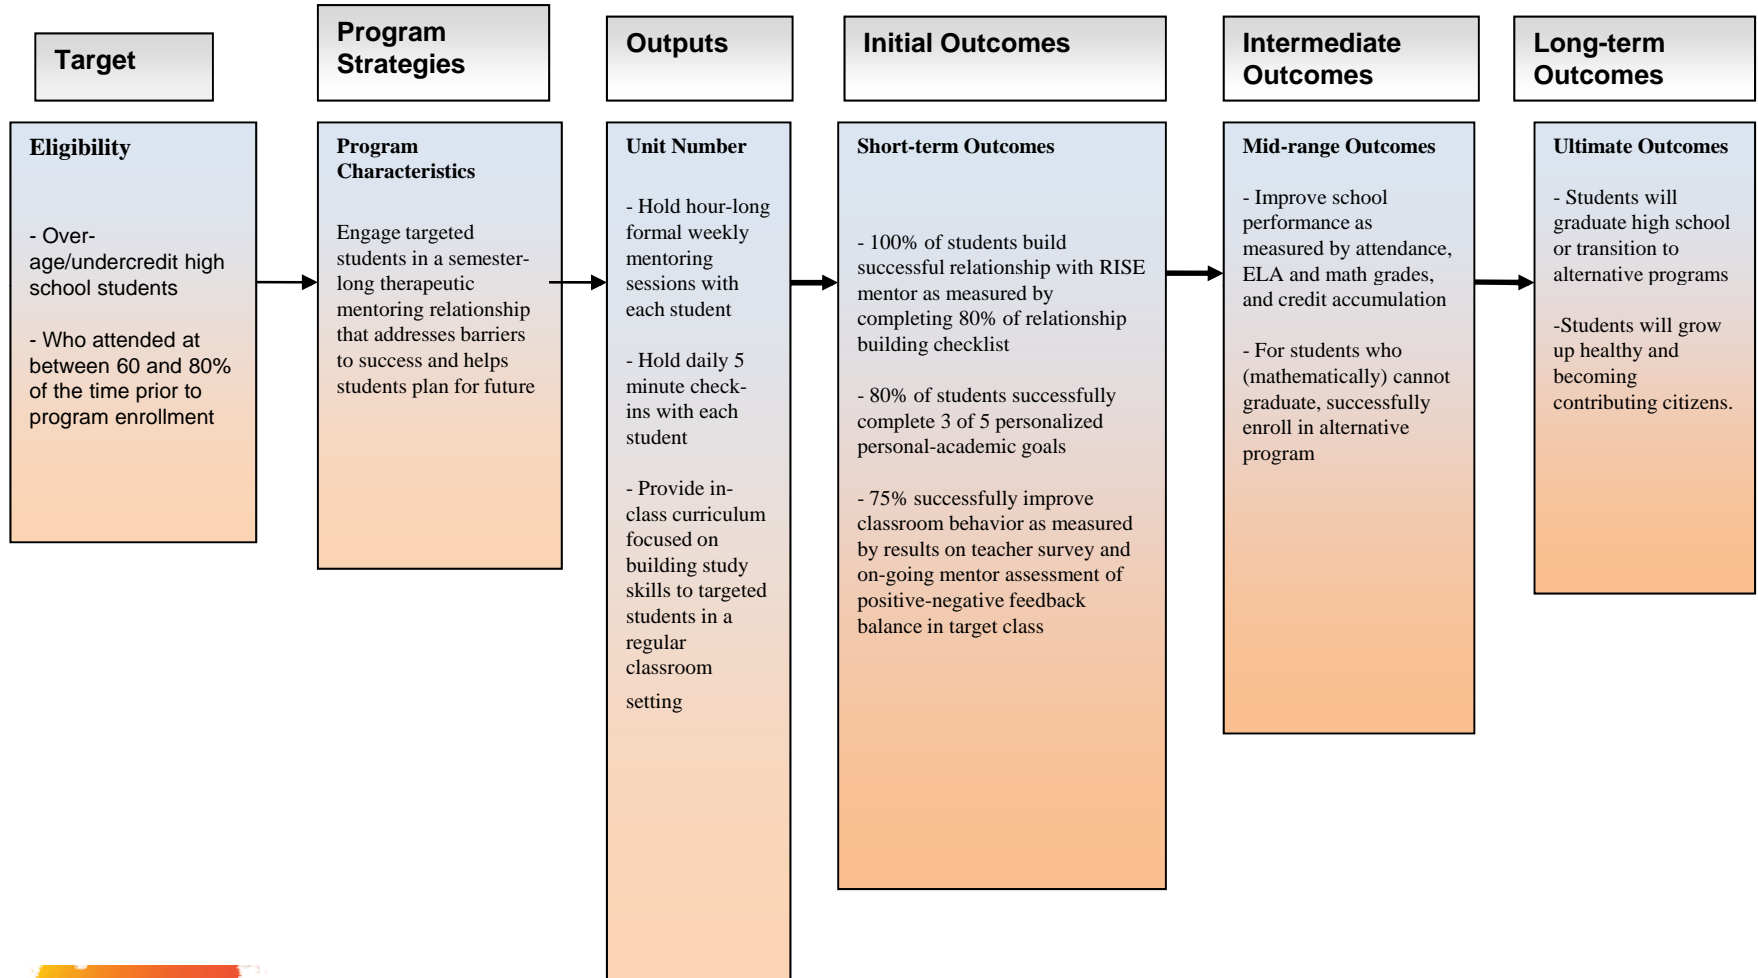 Target
Program
Strategies
Outputs
Initial Outcomes
Intermediate
Outcomes
Long-term
Outcomes
Eligibility
- Over-
age/undercredit high
school students
- Who attended at
between 60 and 80%
of the time prior to
program enrollment
Program
Characteristics
Engage targeted
students in a semester-
long therapeutic
mentoring relationship
that addresses barriers
to success and helps
students plan for future
Unit Number
- Hold hour-long
formal weekly
mentoring
sessions with
each student
- Hold daily 5
minute check-
ins with each
student
- Provide in-
class curriculum
focused on
building study
skills to targeted
students in a
regular
classroom
setting
Short-term Outcomes
- 100% of students build
successful relationship with RISE
mentor as measured by
completing 80% of relationship
building checklist
- 80% of students successfully
complete 3 of 5 personalized
personal-academic goals
- 75% successfully improve
classroom behavior as measured
by results on teacher survey and
on-going mentor assessment of
positive-negative feedback
balance in target class
Mid-range Outcomes
- Improve school
performance as
measured by attendance,
ELA and math grades,
and credit accumulation
- For students who
(mathematically) cannot
graduate, successfully
enroll in alternative
program
Ultimate Outcomes
- Students will
graduate high school
or transition to
alternative programs
-Students will grow
up healthy and
becoming
contributing citizens.